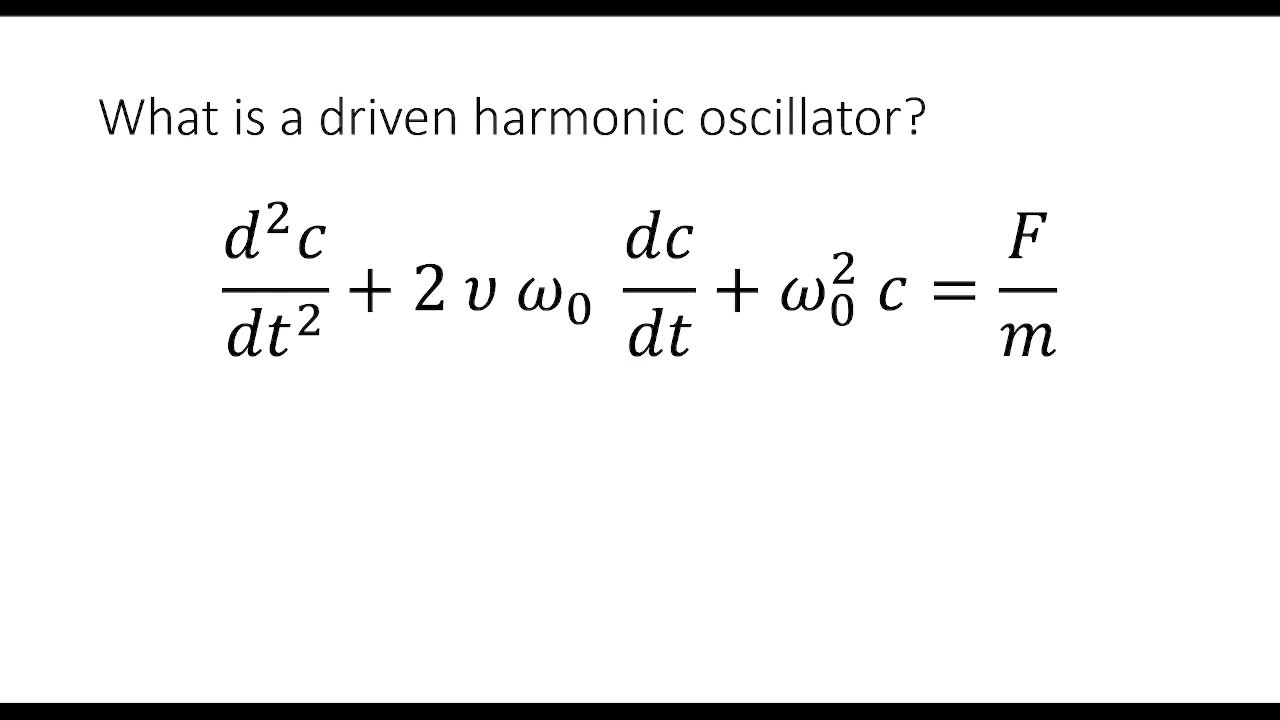 What is a driven harmonic oscillator?
d²c/dt² + 2 υ ω₀ dc/dt + ω₀² c = F/m